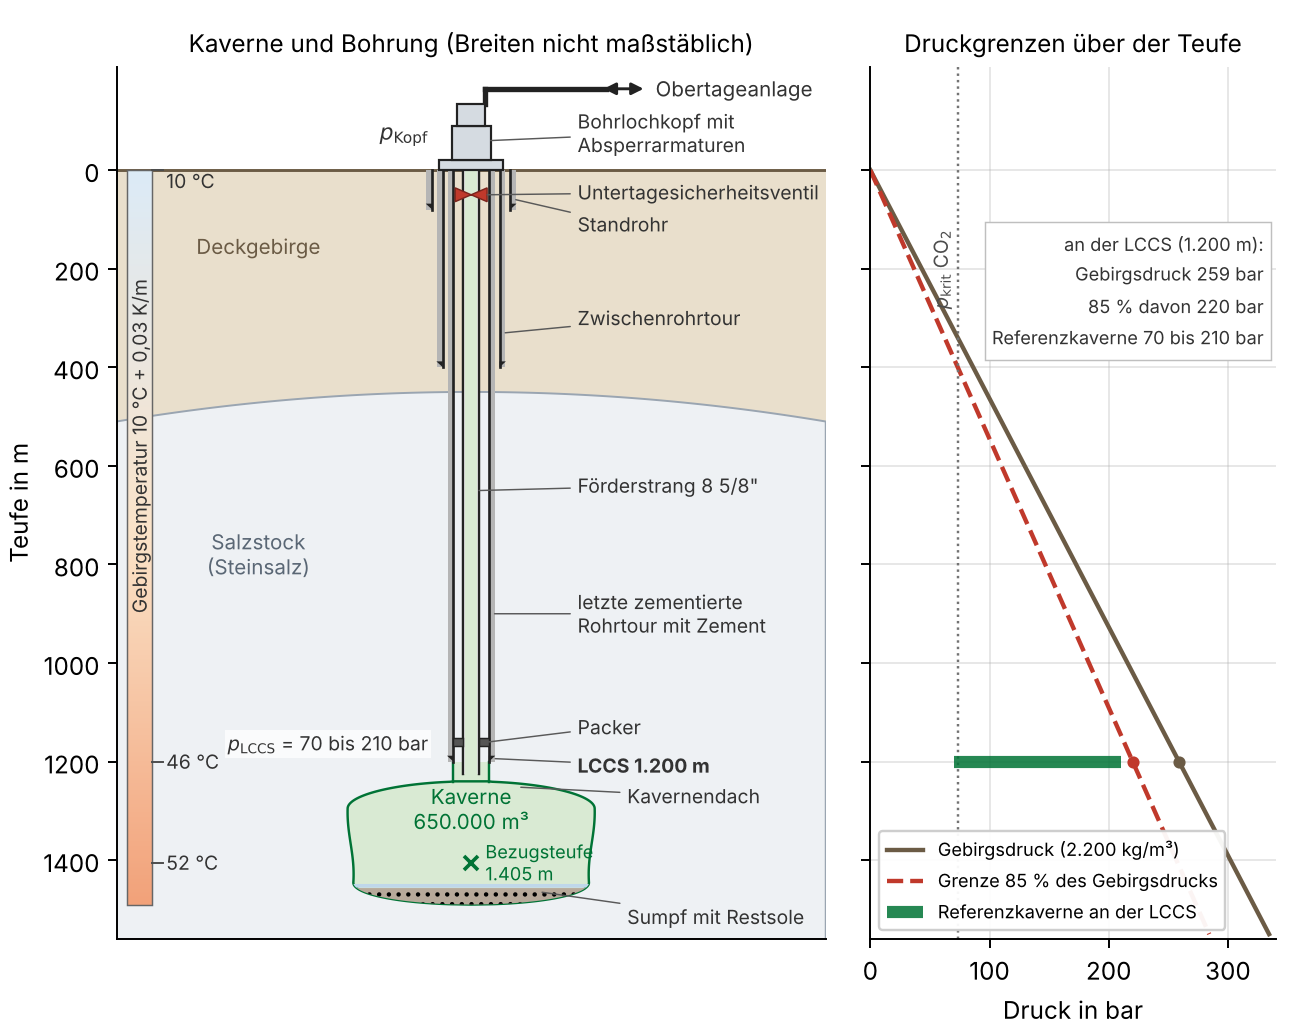 Kaverne und Bohrung (Breiten nicht maßstäblich)
Obertageanlage
pKopf
Bohrlochkopf mit
Absperrarmaturen
10 °C
Untertagesicherheitsventil
Standrohr
Deckgebirge
Zwischenrohrtour
Gebirgstemperatur 10 °C + 0,03 K/m
Förderstrang 8 5/8"
Salzstock
(Steinsalz)
letzte zementierte
Rohrtour mit Zement
Packer
pLCCS = 70 bis 210 bar
46 °C
LCCS 1.200 m
Kavernendach
Kaverne
650.000 m³
Bezugsteufe
1.405 m
52 °C
Sumpf mit Restsole
Teufe in m
0
200
400
600
800
1000
1200
1400
Druckgrenzen über der Teufe
pkrit CO2
an der LCCS (1.200 m):
Gebirgsdruck 259 bar
85 % davon 220 bar
Referenzkaverne 70 bis 210 bar
Gebirgsdruck (2.200 kg/m³)
Grenze 85 % des Gebirgsdrucks
Referenzkaverne an der LCCS
0 100 200 300
Druck in bar